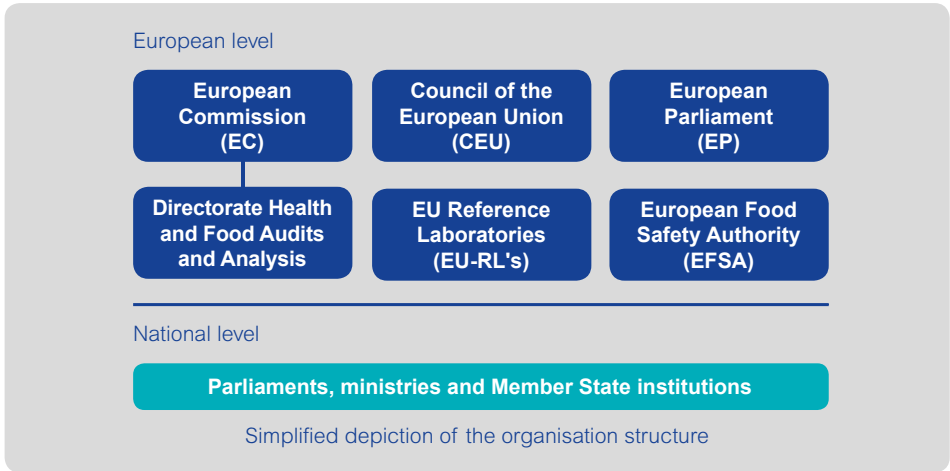 European level
European
Commission
(EC)
Council of the
European Union
(CEU)
European
Parliament
(EP)
Directorate Health
and Food Audits
and Analysis
EU Reference
Laboratories
(EU-RL's)
European Food
Safety Authority
(EFSA)
National level
Parliaments, ministries and Member State institutions
Simplified depiction of the organisation structure